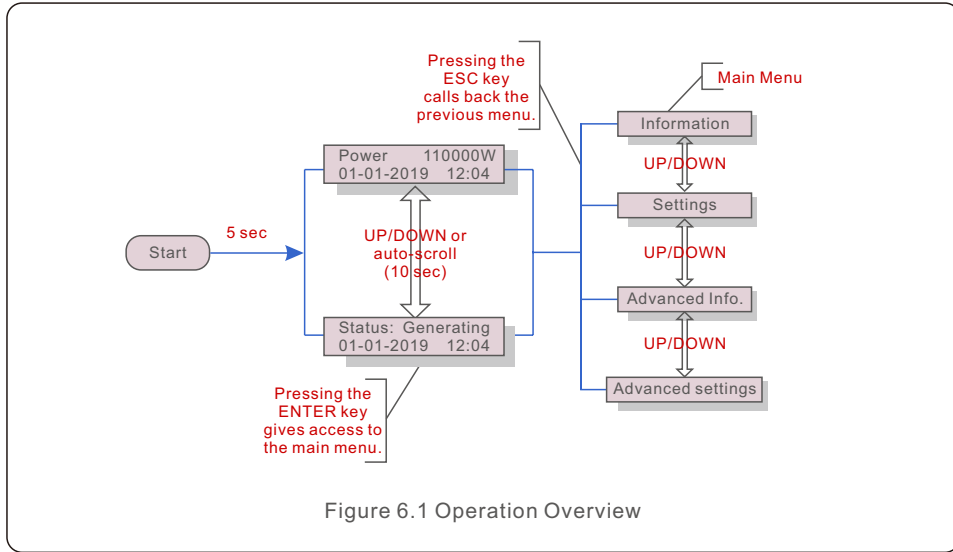 Pressing the
ESC key
calls back the
previous menu.
Main Menu
Information
UP/DOWN
Settings
UP/DOWN
Advanced Info.
UP/DOWN
Advanced settings
Power 110000W
01-01-2019 12:04
5 sec
Start
UP/DOWN or
auto-scroll
(10 sec)
Status: Generating
01-01-2019 12:04
Pressing the
ENTER key
gives access to
the main menu.
Figure 6.1 Operation Overview